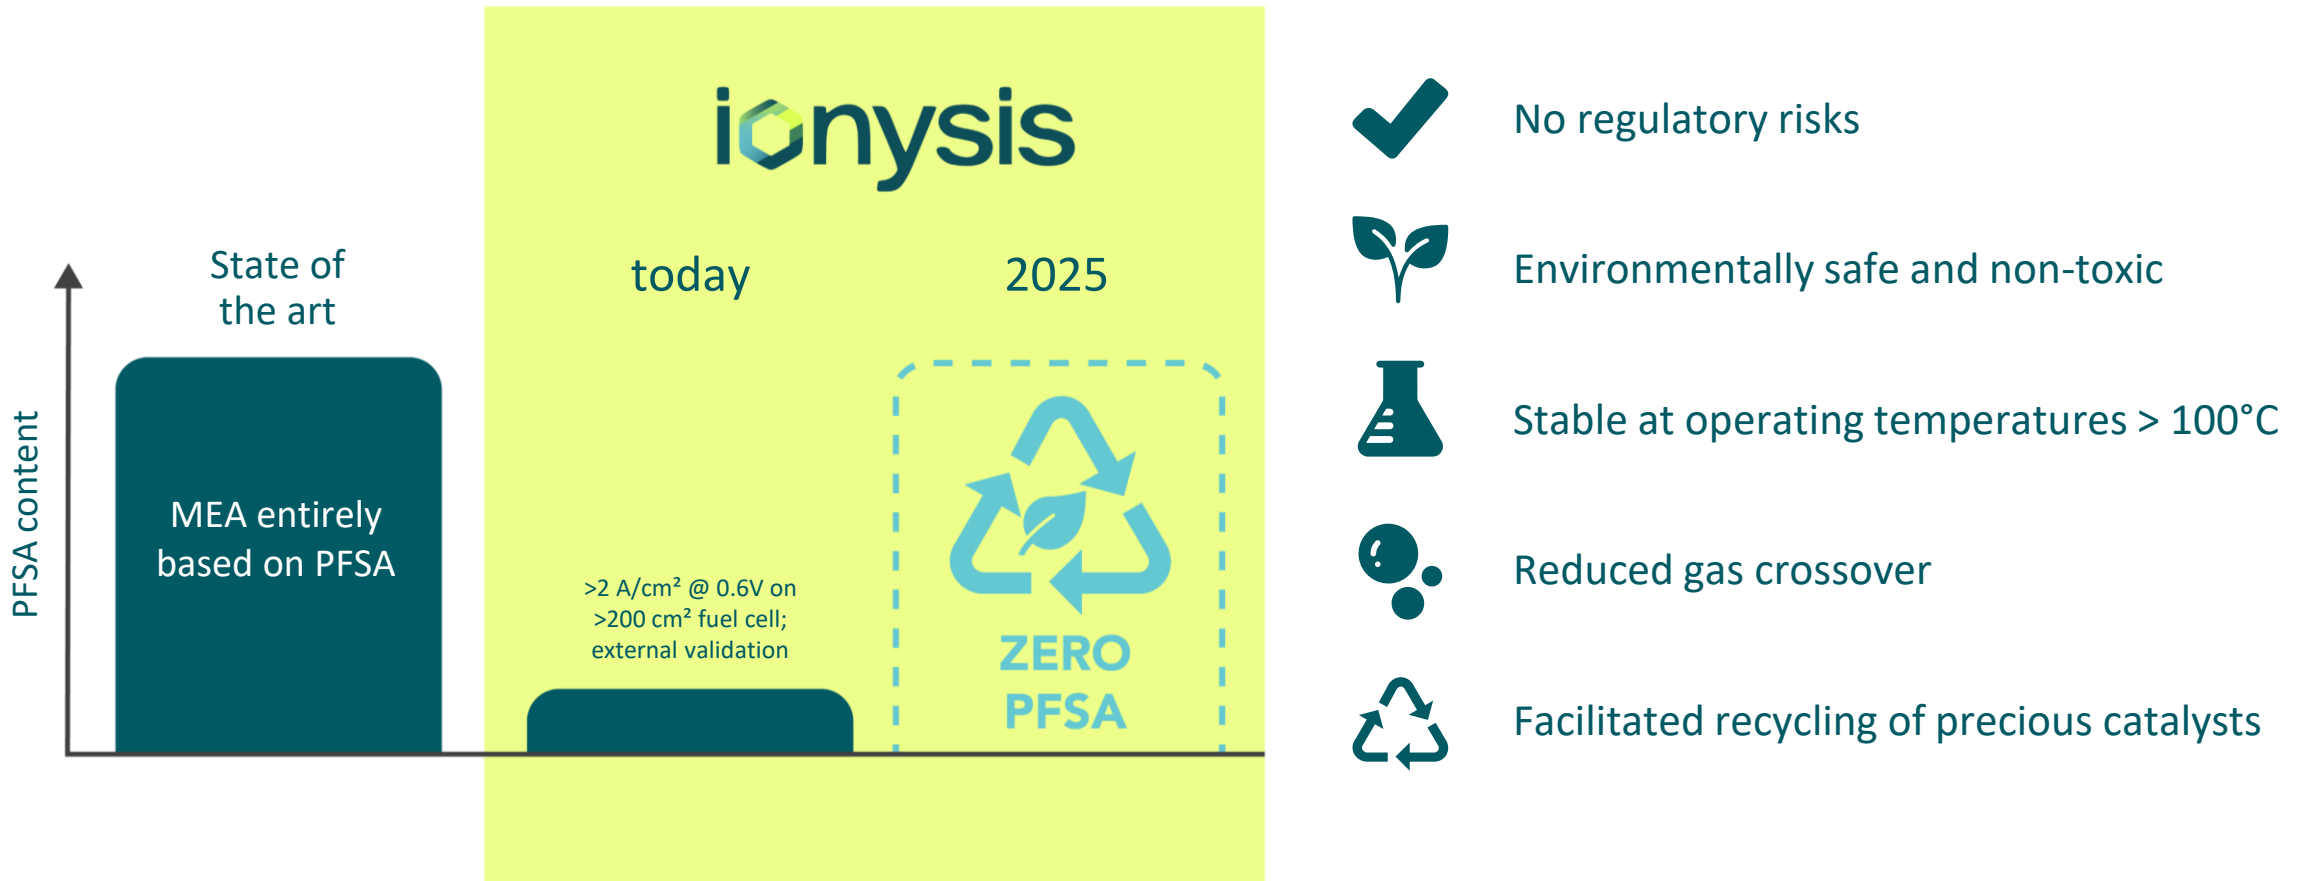 ionysis
State of
the art
today
2025
PFSA content
MEA entirely
based on PFSA
>2 A/cm² @ 0.6V on
>200 cm² fuel cell;
external validation
ZERO
PFSA
No regulatory risks
Environmentally safe and non-toxic
Stable at operating temperatures > 100°C
Reduced gas crossover
Facilitated recycling of precious catalysts